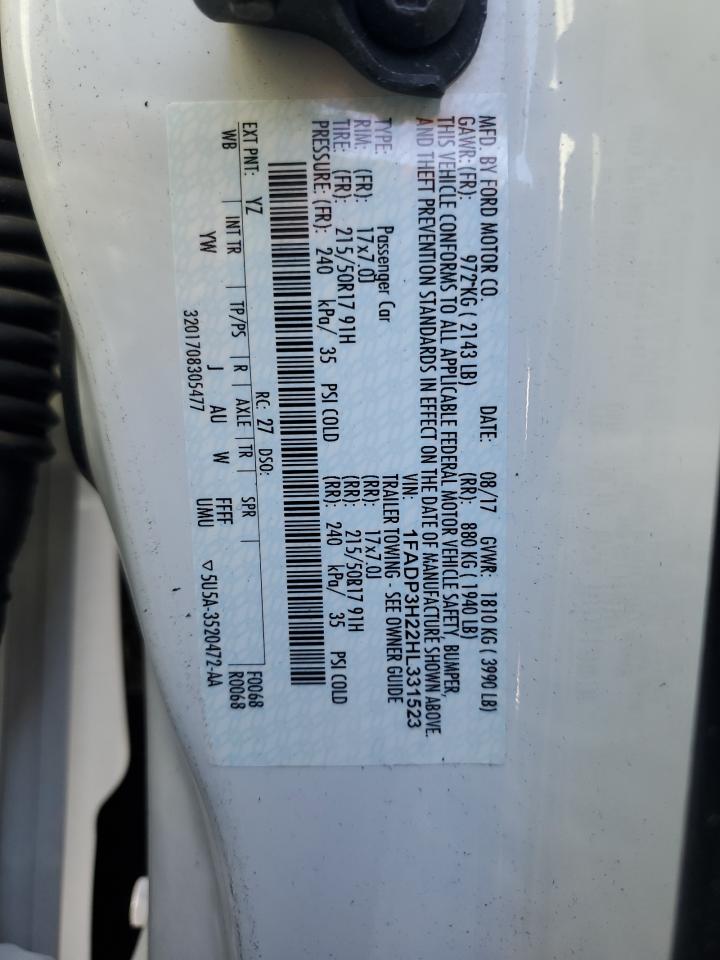 MFD. BY FORD MOTOR CO. DATE: 08/17 GVWR: 1810 KG ( 3990 LB)
GAWR: (FR): 972*KG ( 2143 LB) (RR): 880 KG ( 1940 LB)
THIS VEHICLE CONFORMS TO ALL APPLICABLE FEDERAL MOTOR VEHICLE SAFETY, BUMPER,
AND THEFT PREVENTION STANDARDS IN EFFECT ON THE DATE OF MANUFACTURE SHOWN ABOVE.
VIN: 1FADP3H22HL331523
TYPE: Passenger Car TRAILER TOWING - SEE OWNER GUIDE
RIM: (FR): 17x7.0J (RR): 17x7.0J
TIRE: (FR): 215/50R17 91H (RR): 215/50R17 91H
PRESSURE: (FR): 240 kPa/ 35 PSI COLD (RR): 240 kPa/ 35 PSI COLD
EXT PNT: YZ RC: 27 DSO: F0068
WB | INT TR | TP/PS | R | AXLE | TR | SPR | R0068
YW J AU W FFFF UMU
3201708305477 ▽5U5A-3520472-AA